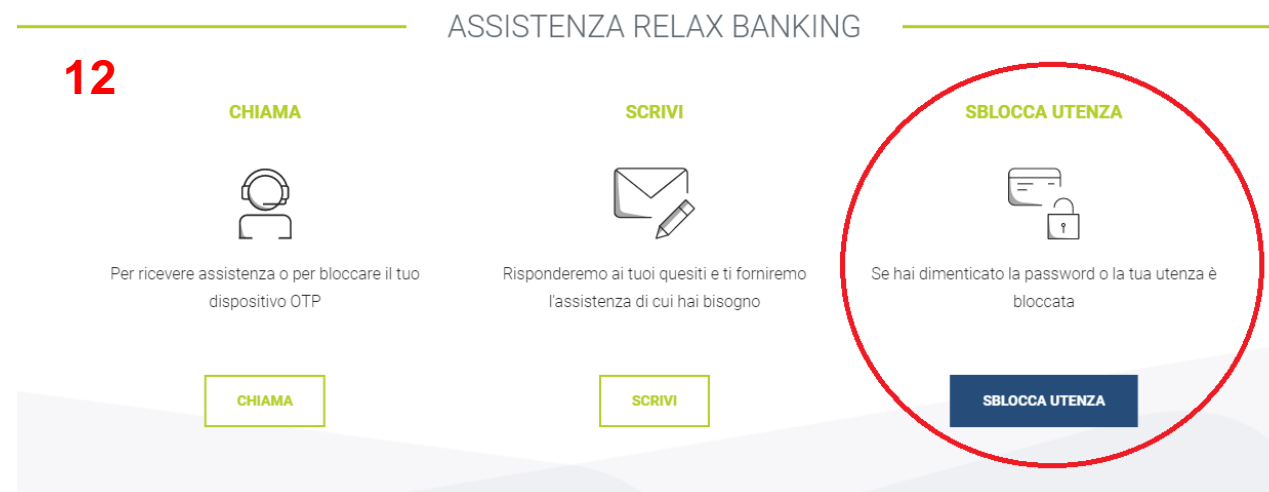 ASSISTENZA RELAX BANKING
12
CHIAMA
Per ricevere assistenza o per bloccare il tuo
dispositivo OTP
CHIAMA
SCRIVI
Risponderemo ai tuoi quesiti e ti forniremo
l'assistenza di cui hai bisogno
SCRIVI
SBLOCCA UTENZA
Se hai dimenticato la password o la tua utenza è
bloccata
SBLOCCA UTENZA